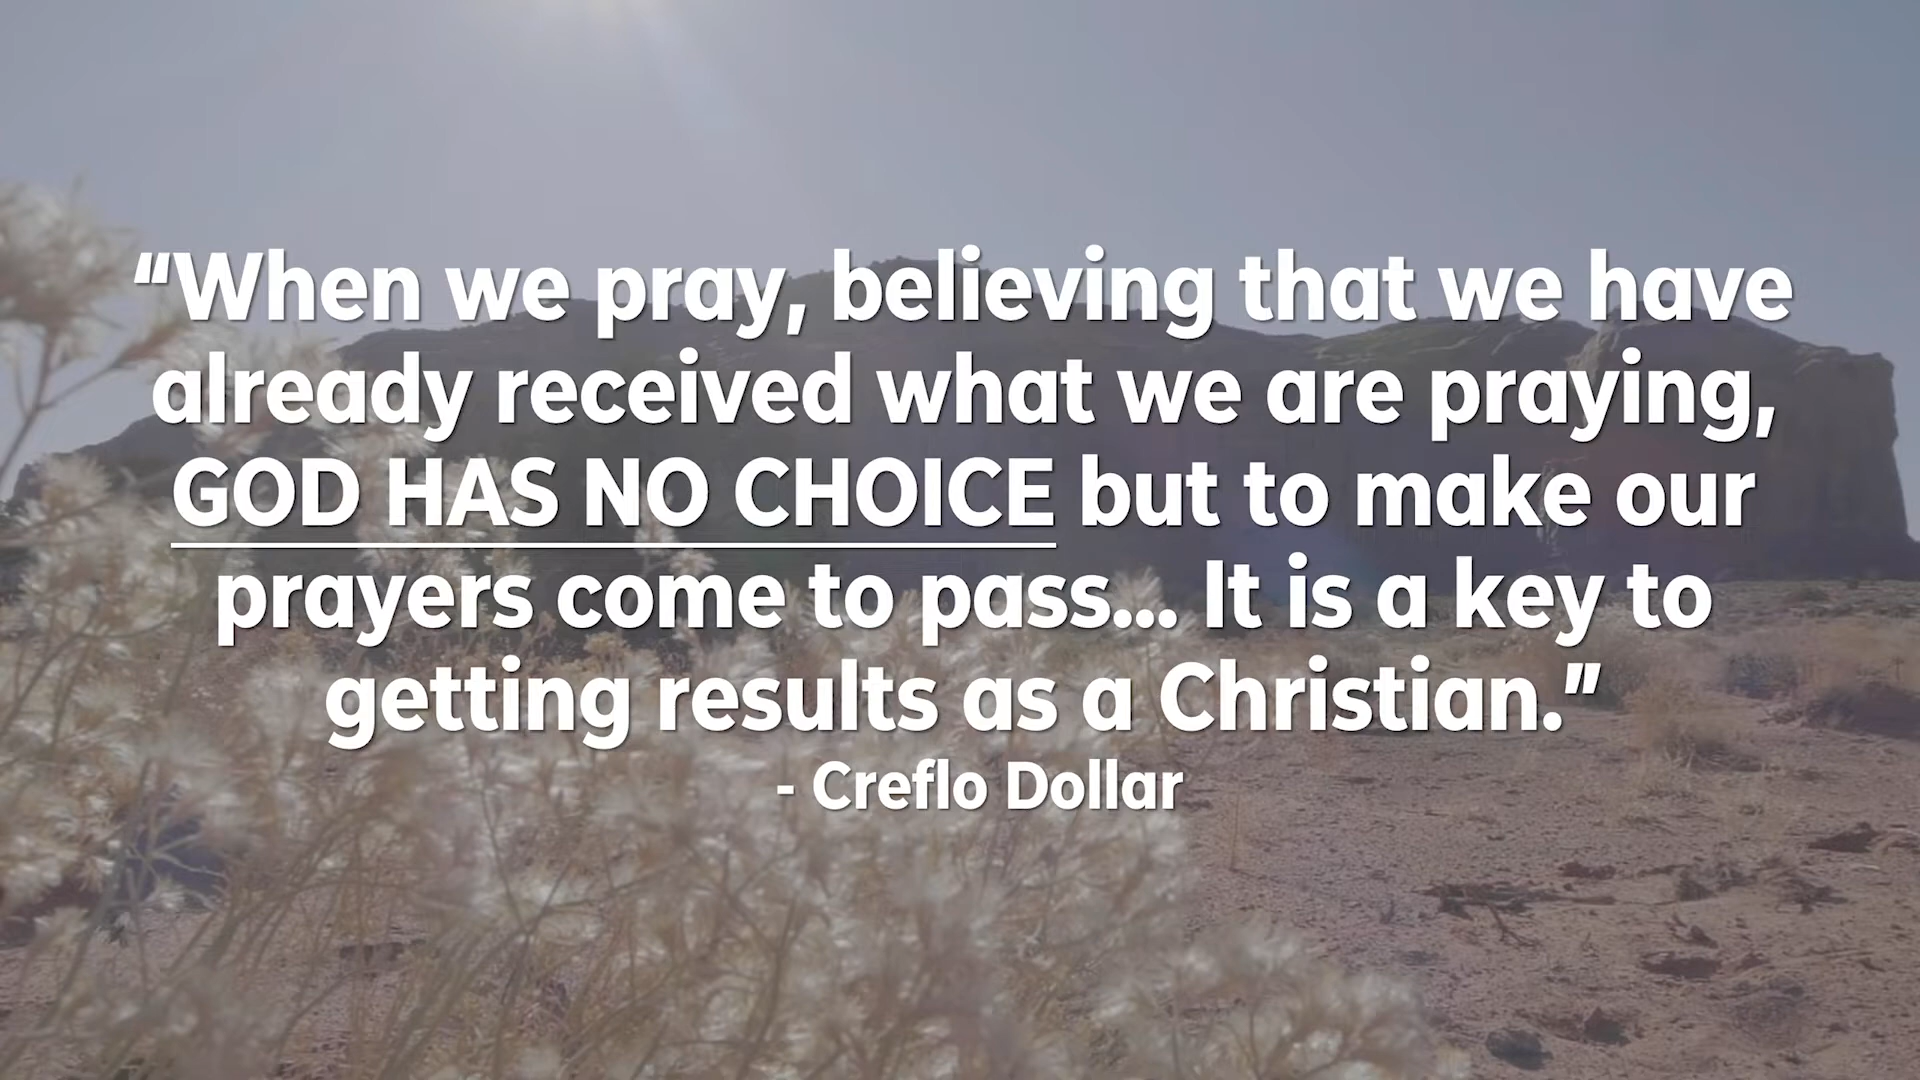 “When we pray, believing that we have
already received what we are praying,
GOD HAS NO CHOICE but to make our
prayers come to pass... It is a key to
getting results as a Christian.”
- Creflo Dollar